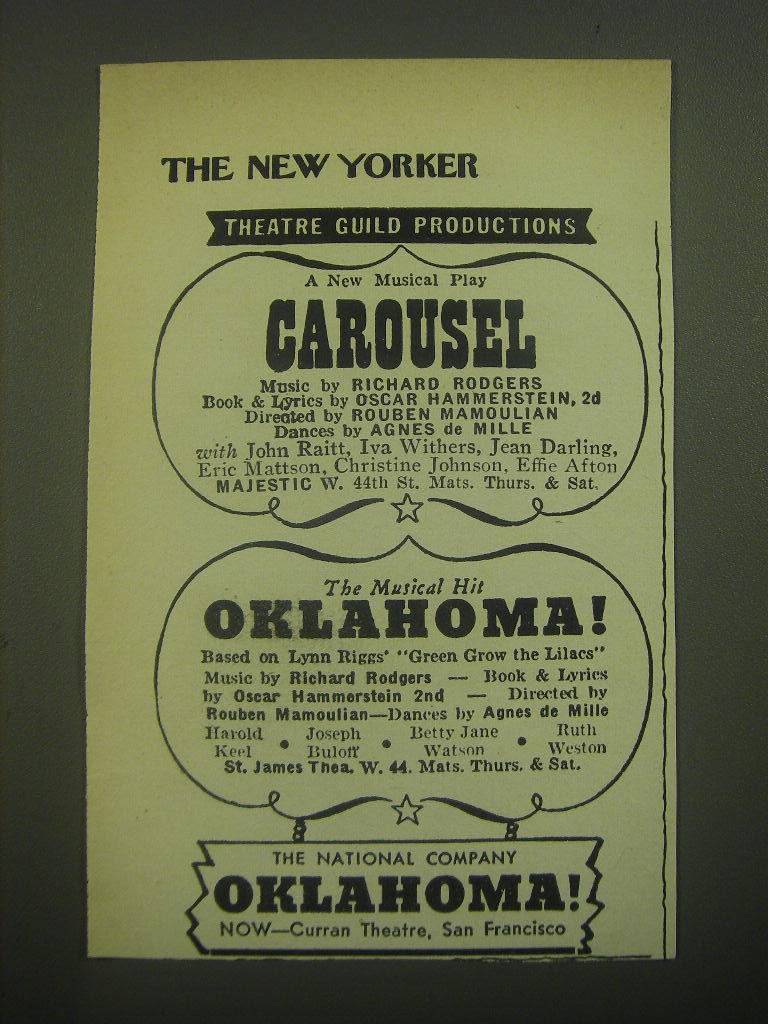 THE NEW YORKER
THEATRE GUILD PRODUCTIONS
A New Musical Play
CAROUSEL
Music by RICHARD RODGERS
Book & Lyrics by OSCAR HAMMERSTEIN, 2d
Directed by ROUBEN MAMOULIAN
Dances by AGNES de MILLE
with John Raitt, Iva Withers, Jean Darling,
Eric Mattson, Christine Johnson, Effie Afton
MAJESTIC W. 44th St. Mats. Thurs. & Sat.
The Musical Hit
OKLAHOMA!
Based on Lynn Riggs' "Green Grow the Lilacs"
Music by Richard Rodgers — Book & Lyrics
by Oscar Hammerstein 2nd — Directed by
Rouben Mamoulian—Dances by Agnes de Mille
Harold Joseph Betty Jane Ruth
Keel • Buloff • Watson • Weston
St. James Thea. W. 44. Mats. Thurs. & Sat.
THE NATIONAL COMPANY
OKLAHOMA!
NOW—Curran Theatre, San Francisco